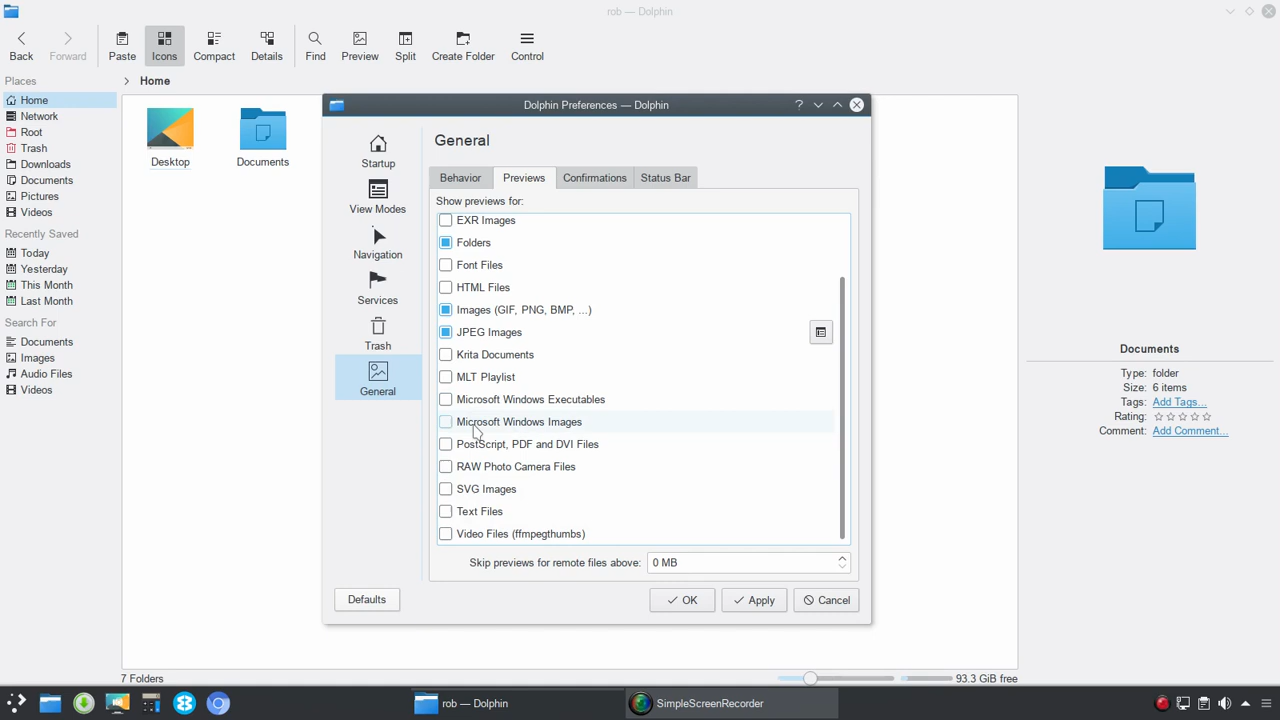 rob — Dolphin
Back
Forward
Paste
Icons
Compact
Details
Find
Preview
Split
Create Folder
Control
Places
Home
Network
Root
Trash
Downloads
Documents
Pictures
Videos
Recently Saved
Today
Yesterday
This Month
Last Month
Search For
Documents
Images
Audio Files
Videos
> Home
Desktop
Documents
Dolphin Preferences — Dolphin
?
Startup
View Modes
Navigation
Services
Trash
General
General
Behavior
Previews
Confirmations
Status Bar
Show previews for:
EXR Images
Folders
Font Files
HTML Files
Images (GIF, PNG, BMP, ...)
JPEG Images
Krita Documents
MLT Playlist
Microsoft Windows Executables
Microsoft Windows Images
PostScript, PDF and DVI Files
RAW Photo Camera Files
SVG Images
Text Files
Video Files (ffmpegthumbs)
Skip previews for remote files above: 0 MB
Defaults
OK
Apply
Cancel
Documents
Type: folder
Size: 6 items
Tags: Add Tags...
Rating:
Comment: Add Comment...
7 Folders
93.3 GiB free
rob — Dolphin
SimpleScreenRecorder